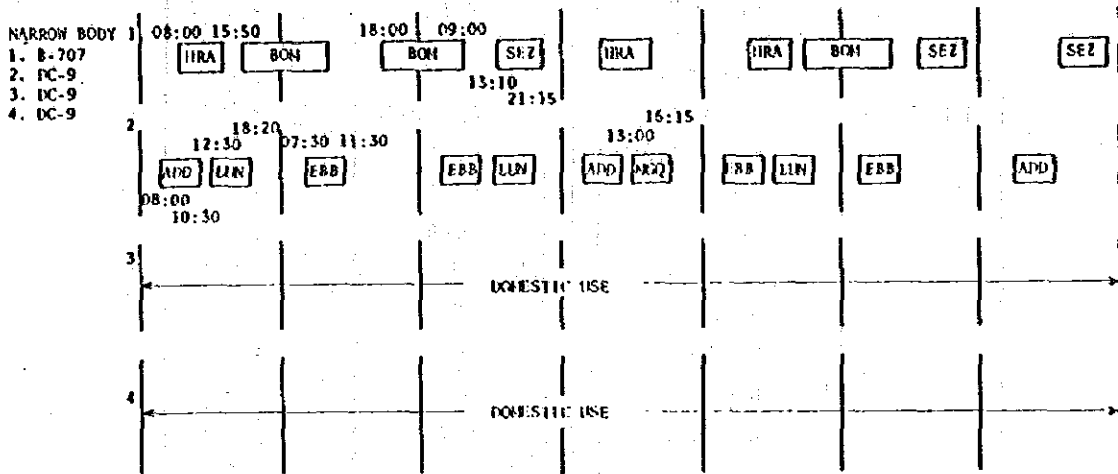 NARROW BODY 1 08:00 15:50 18:00 09:00
1. B-707 HRA BOM BOM SEZ HRA HRA BOM SEZ SEZ
2. DC-9 13:10
3. DC-9 21:15
4. DC-9
2 18:20 16:15
12:30 07:30 11:30 13:00
ADD LUN EBB EBB LUN ADD EBB LUN EBB ADD
08:00
10:30
3
DOMESTIC USE
4
DOMESTIC USE